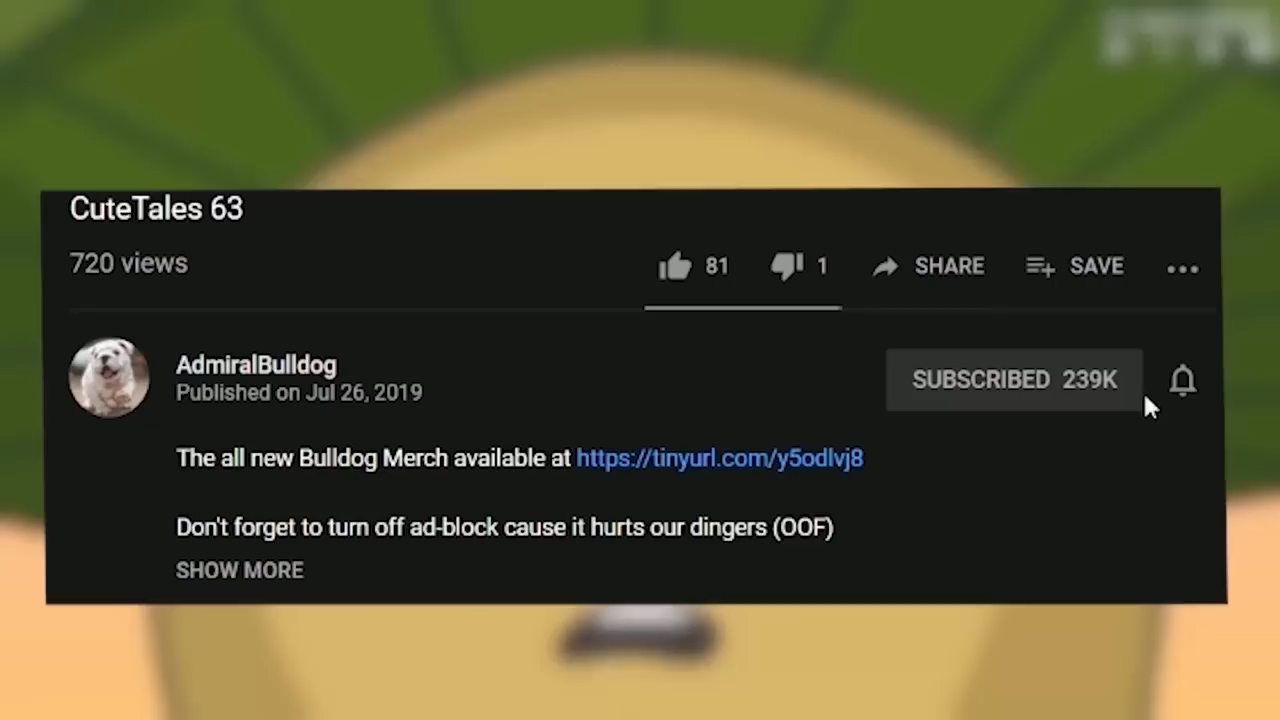 CuteTales 63
720 views
81 1 SHARE SAVE
AdmiralBulldog
Published on Jul 26, 2019
SUBSCRIBED 239K
The all new Bulldog Merch available at https://tinyurl.com/y5odlvj8
Don't forget to turn off ad-block cause it hurts our dingers (OOF)
SHOW MORE